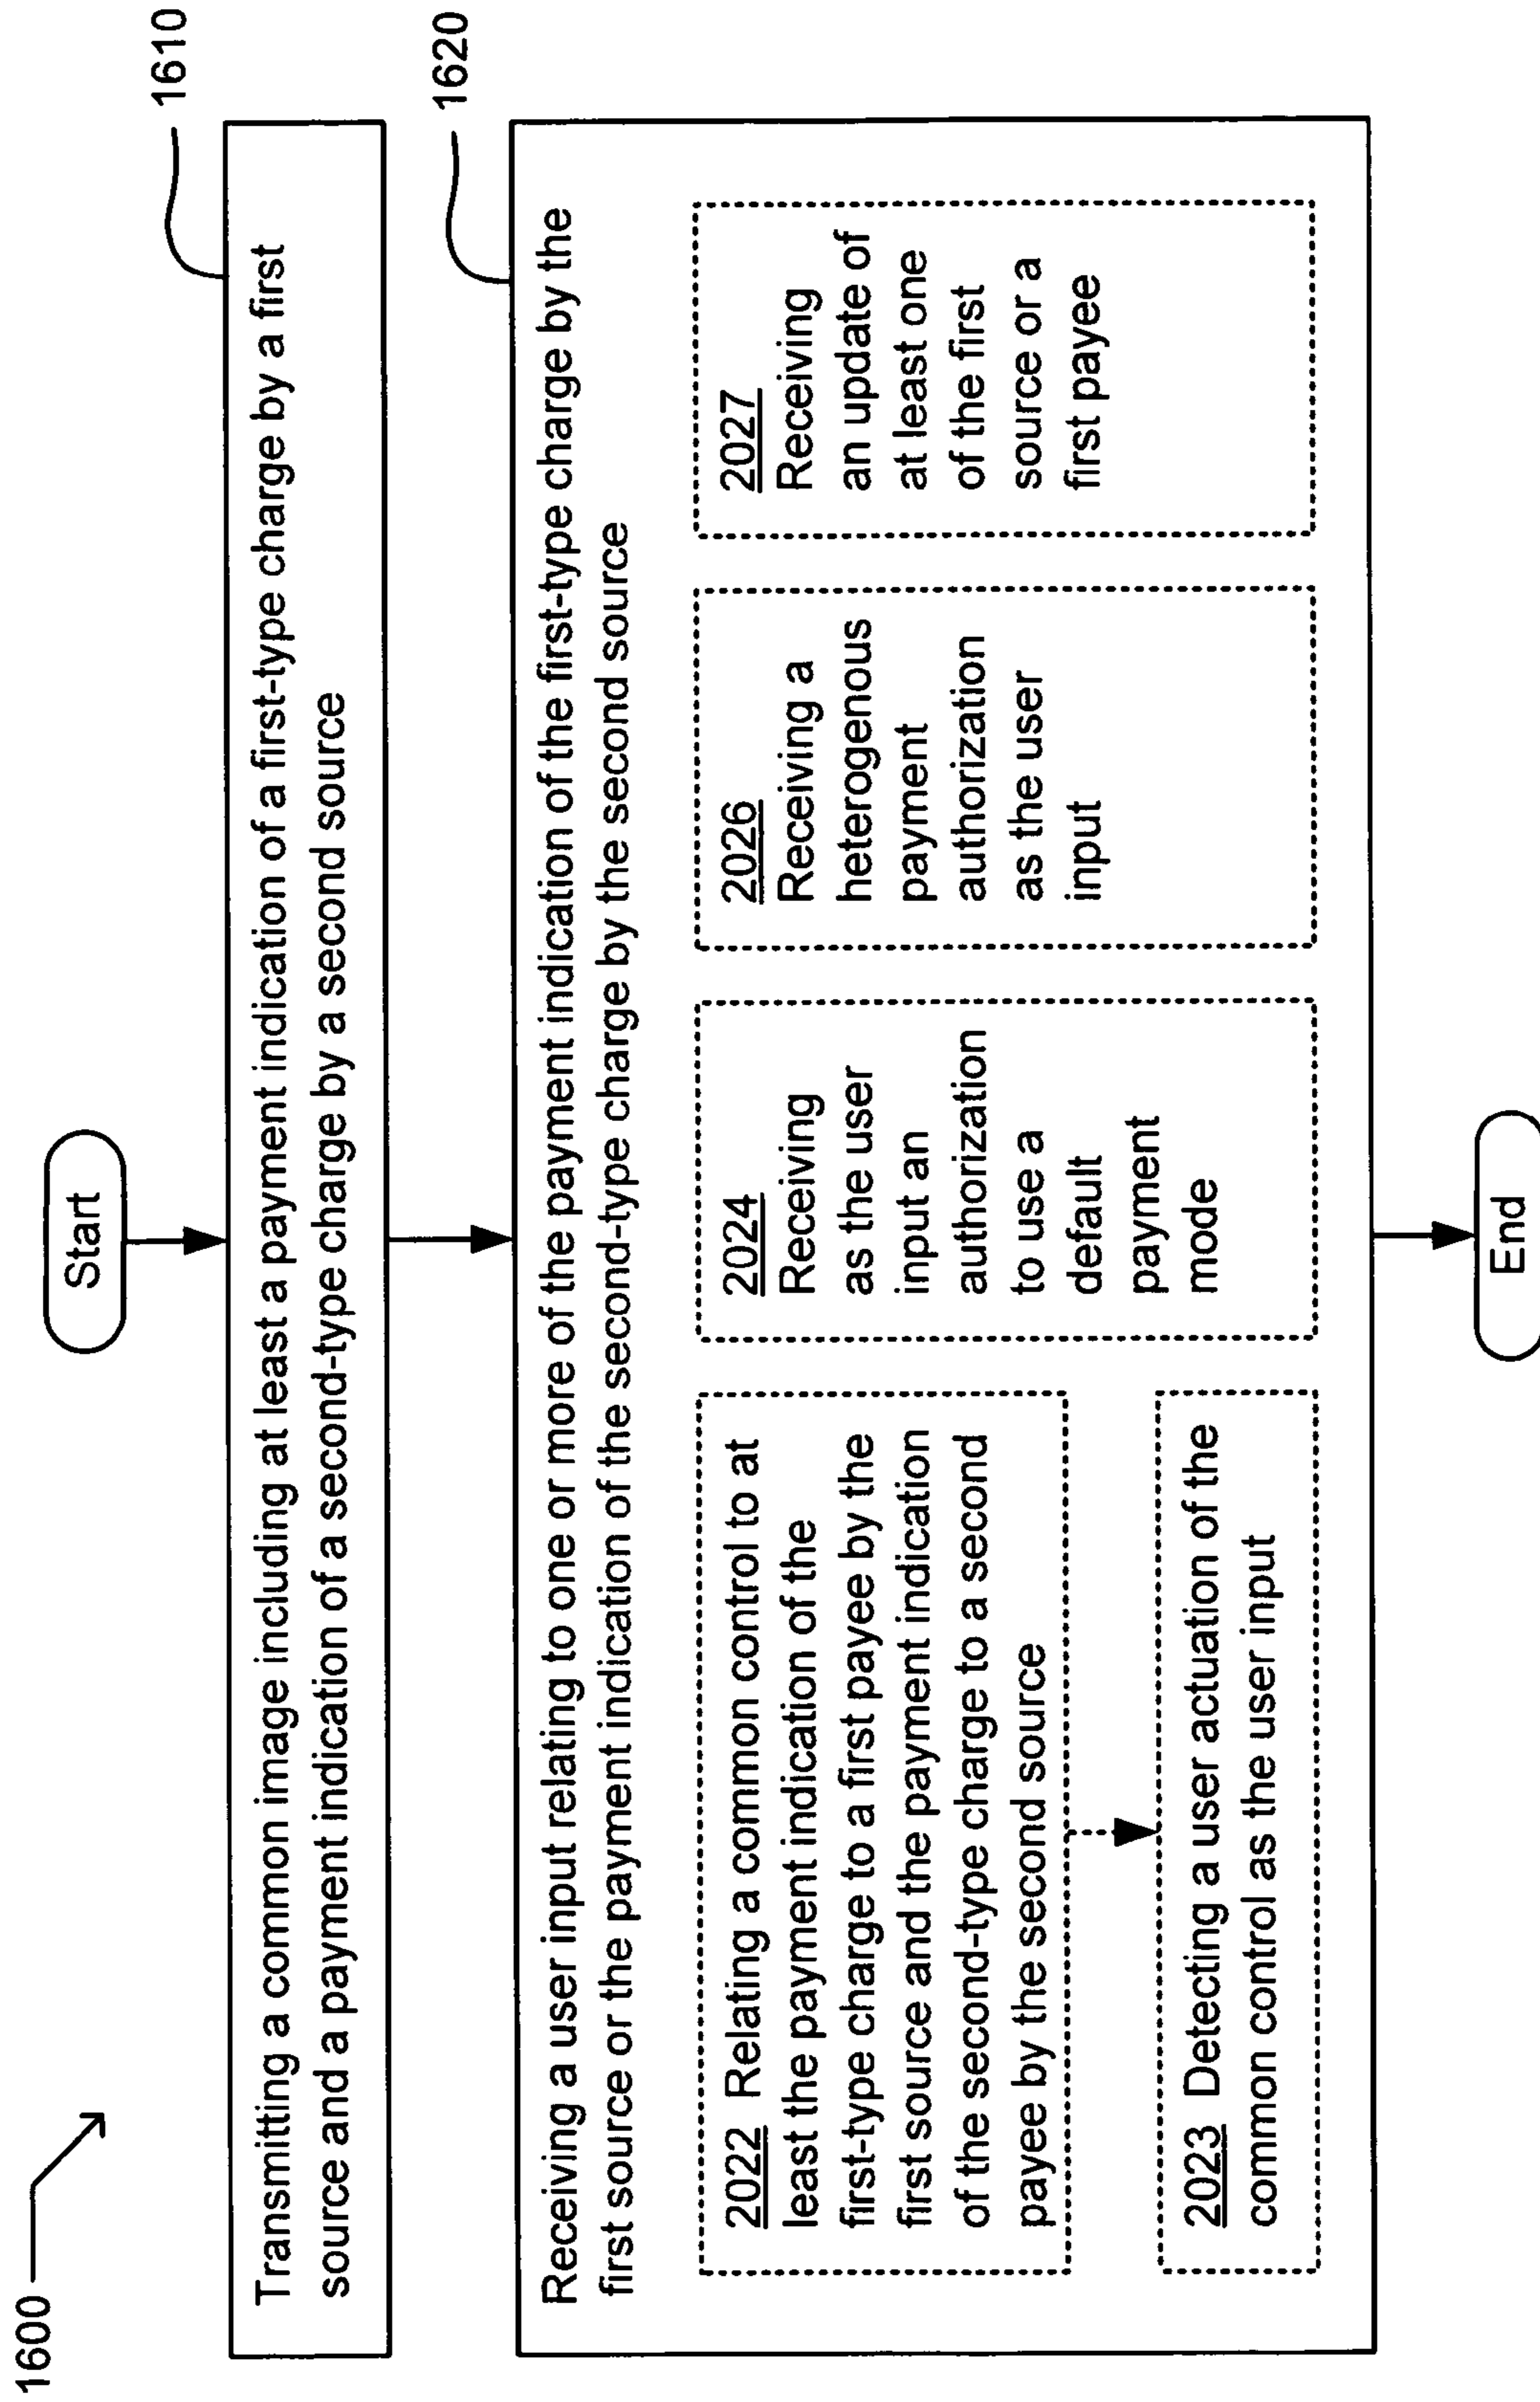 1600
Start
1610
Transmitting a common image including at least a payment indication of a first-type charge by a first
source and a payment indication of a second-type charge by a second source
1620
Receiving a user input relating to one or more of the payment indication of the first-type charge by the
first source or the payment indication of the second-type charge by the second source
2022 Relating a common control to at
least the payment indication of the
first-type charge to a first payee by the
first source and the payment indication
of the second-type charge to a second
payee by the second source
2023 Detecting a user actuation of the
common control as the user input
2024
Receiving
as the user
input an
authorization
to use a
default
payment
mode
2026
Receiving a
heterogenous
payment
authorization
as the user
input
2027
Receiving
an update of
at least one
of the first
source or a
first payee
End